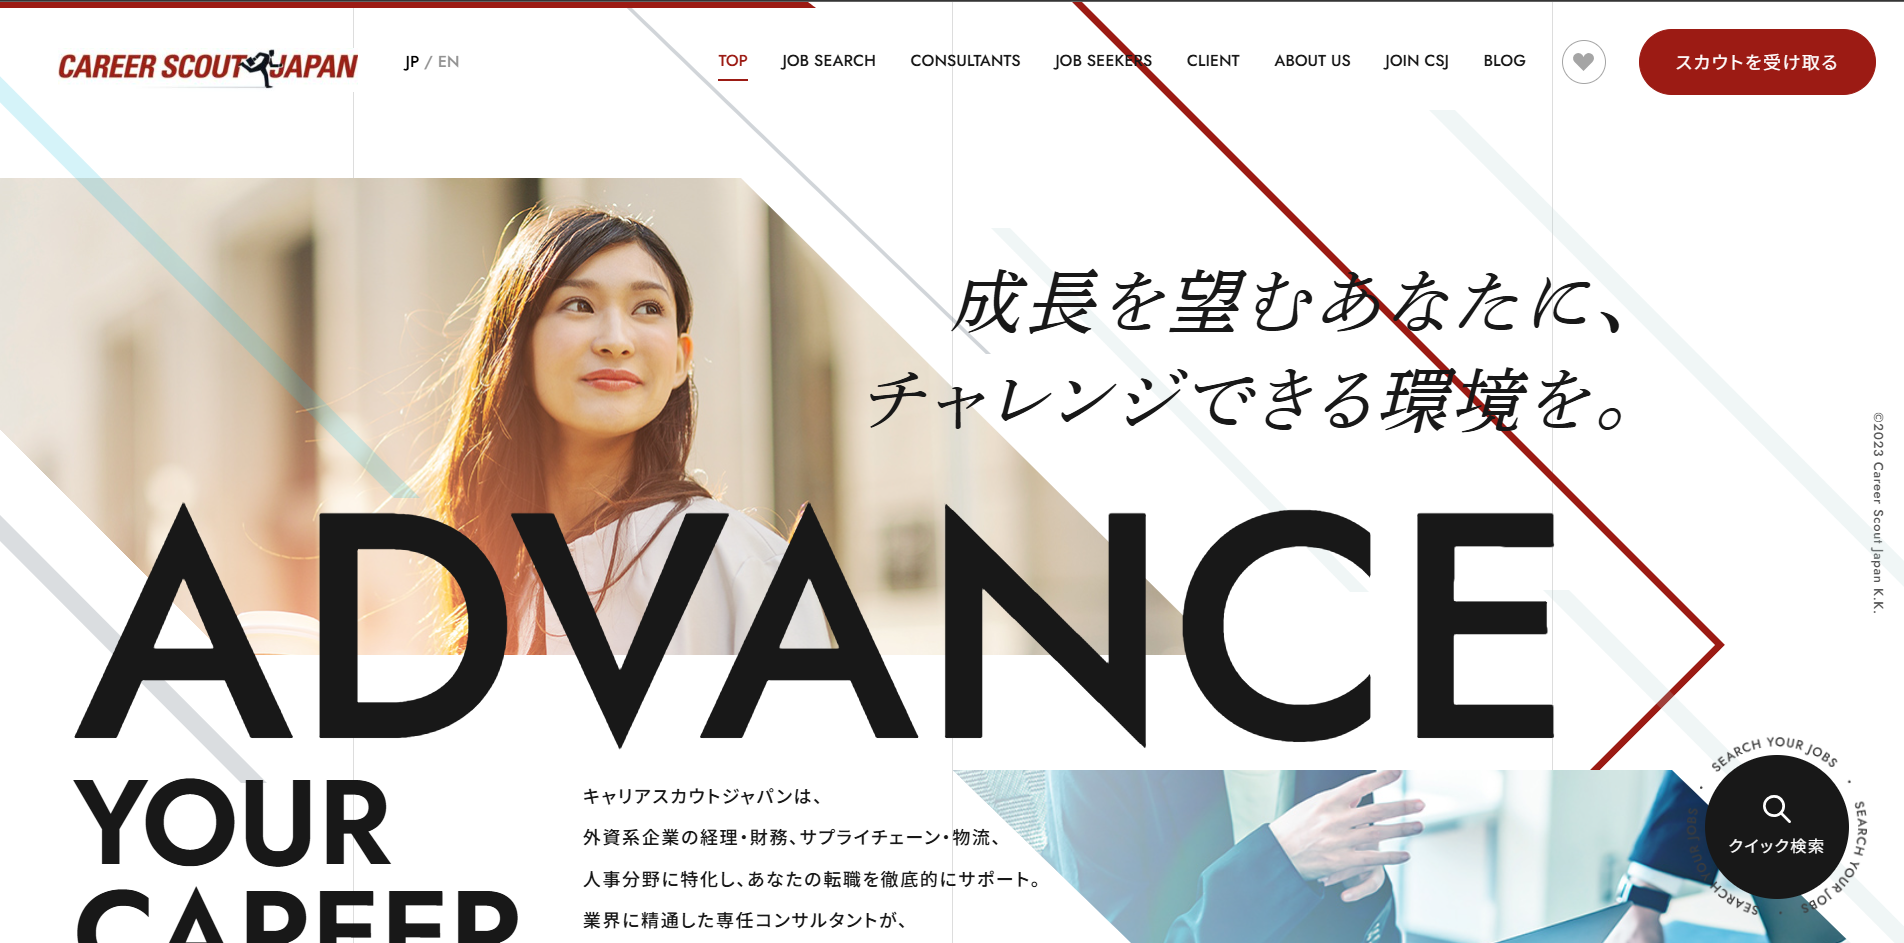 CAREER SCOUT JAPAN
JP / EN
TOP
JOB SEARCH
CONSULTANTS
JOB SEEKERS
CLIENT
ABOUT US
JOIN CSJ
BLOG
スカウトを受け取る
成長を望むあなたに、
チャレンジできる環境を。
©2023 Career Scout Japan K.K.
ADVANCE
YOUR
CAREER
キャリアスカウトジャパンは、
外資系企業の経理・財務、サプライチェーン・物流、
人事分野に特化し、あなたの転職を徹底的にサポート。
業界に精通した専任コンサルタントが、
SEARCH YOUR JOBS ・ SEARCH YOUR JOBS ・ SEARCH YOUR JOBS ・
クイック検索